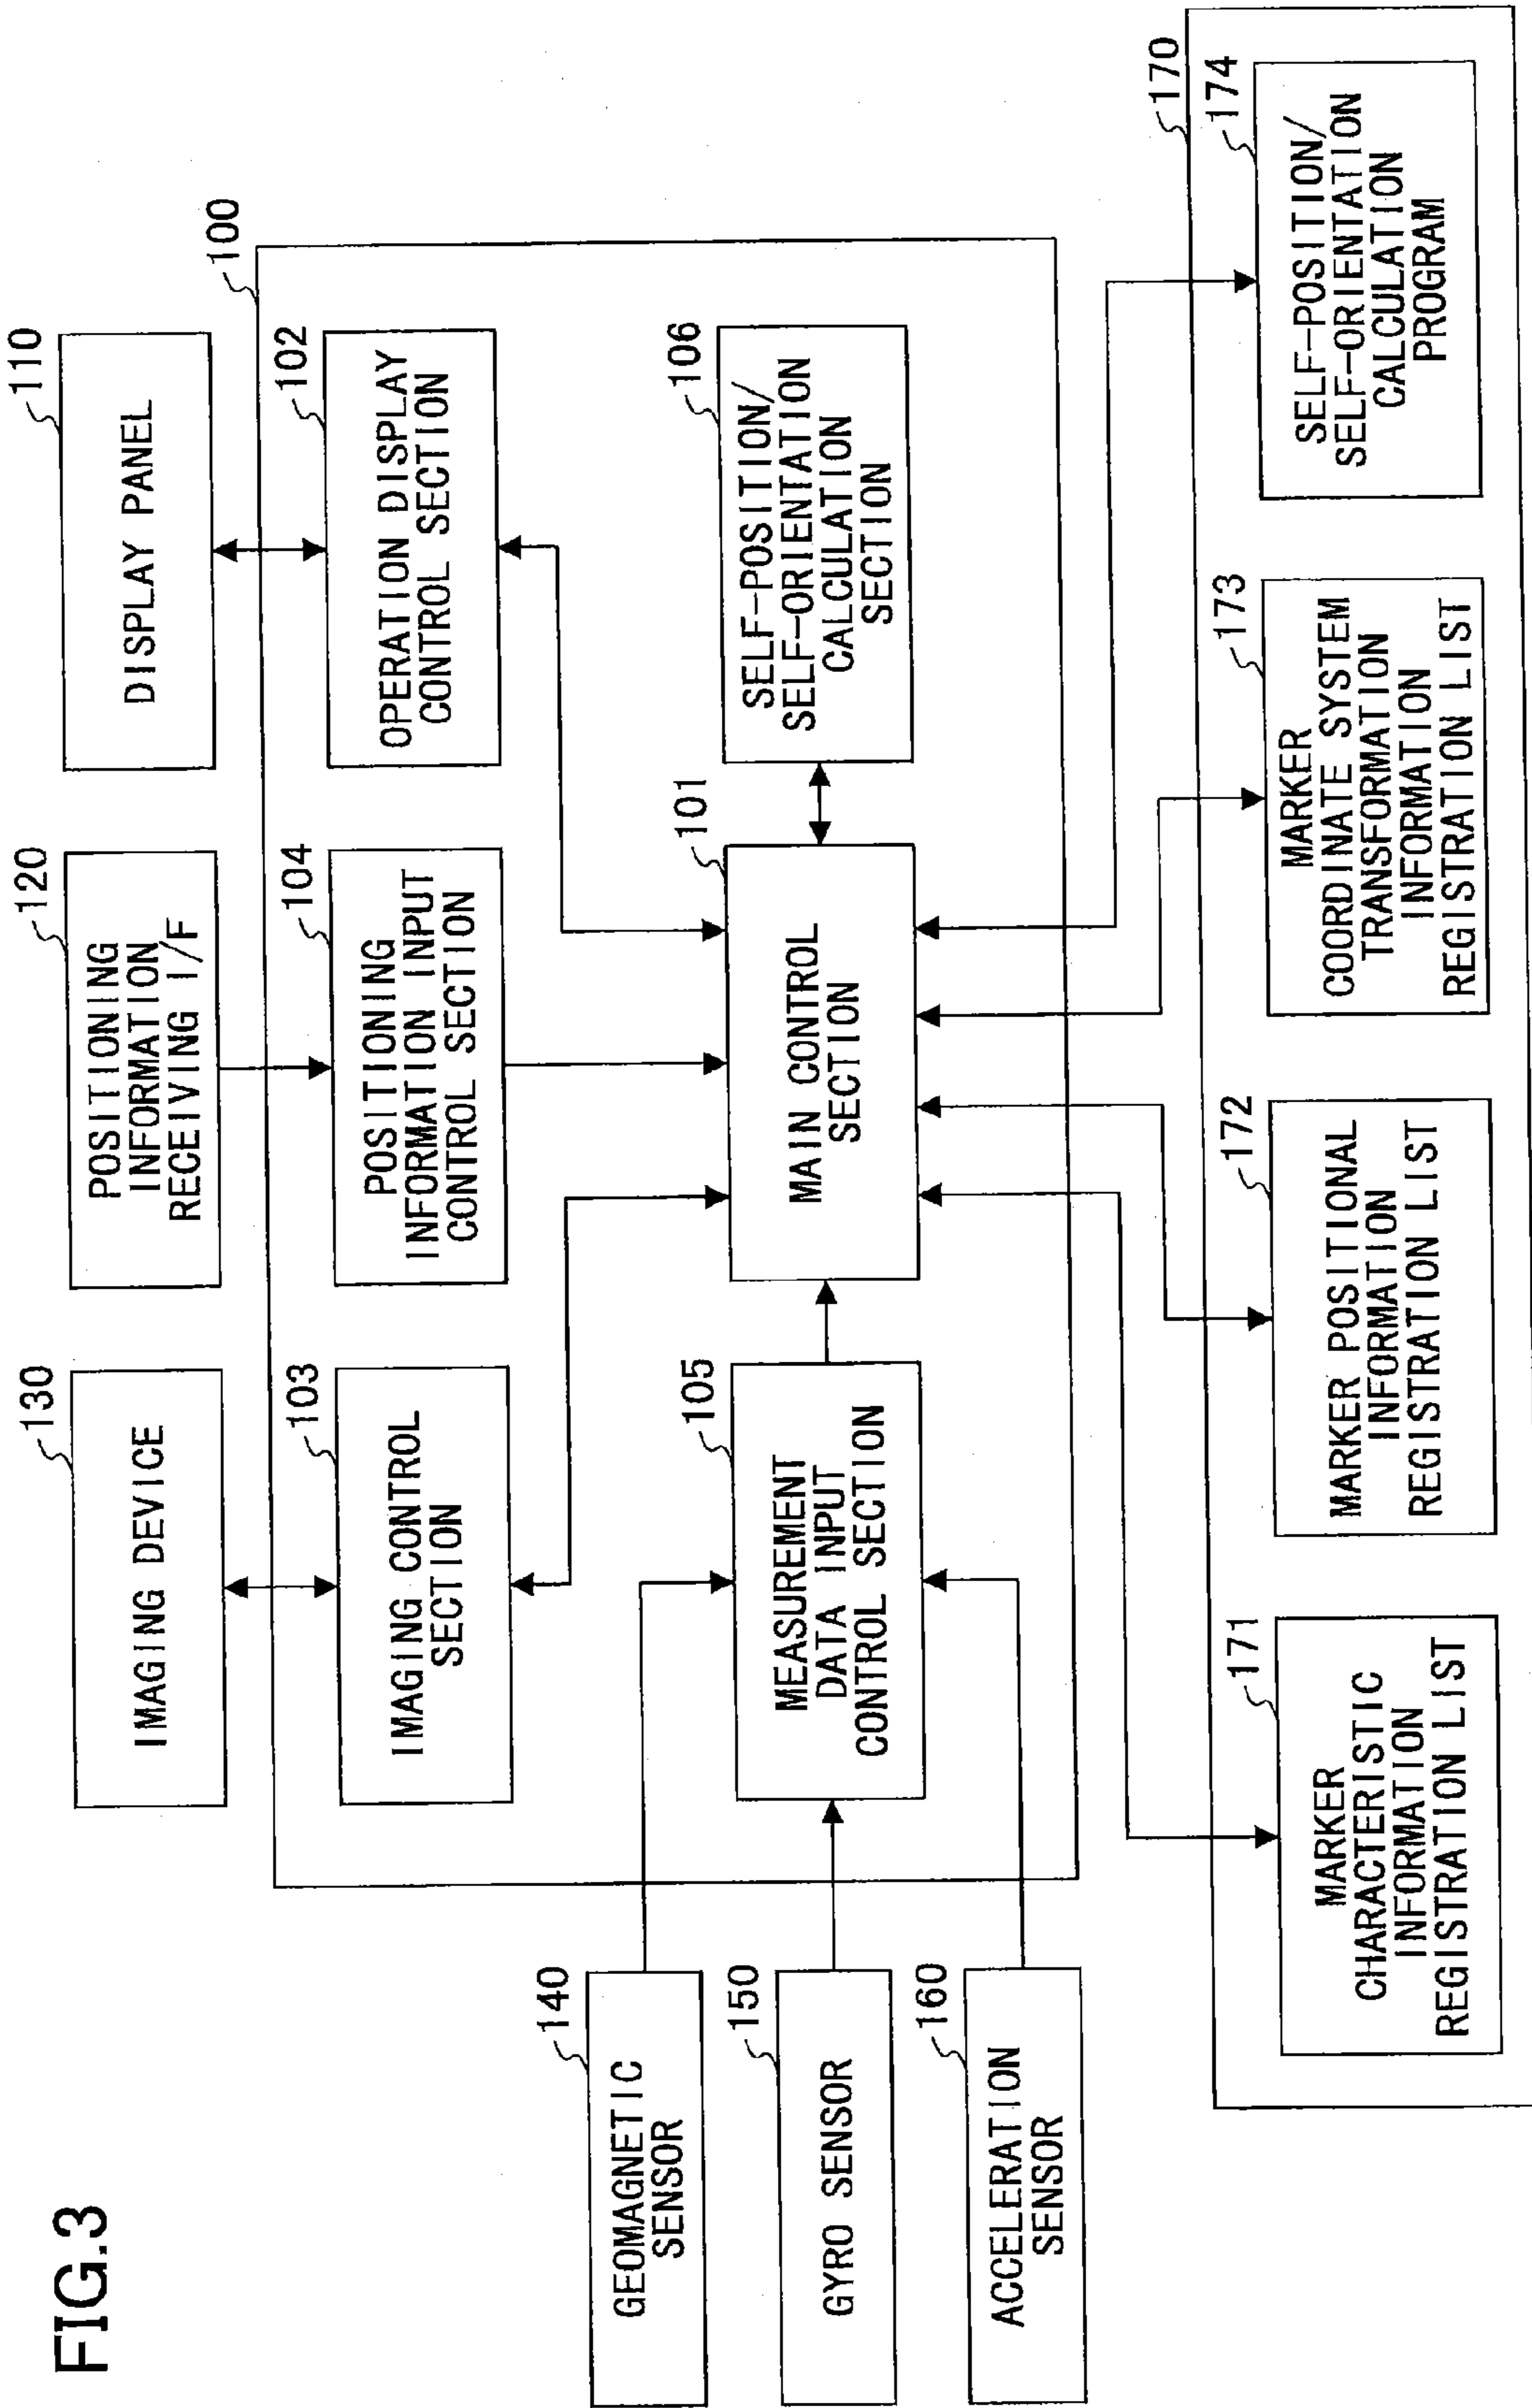 FIG.3
130
IMAGING DEVICE
120
POSITIONING
INFORMATION
RECEIVING I/F
110
DISPLAY PANEL
100
103
IMAGING CONTROL
SECTION
104
POSITIONING
INFORMATION INPUT
CONTROL SECTION
102
OPERATION DISPLAY
CONTROL SECTION
140
GEOMAGNETIC
SENSOR
150
GYRO SENSOR
160
ACCELERATION
SENSOR
105
MEASUREMENT
DATA INPUT
CONTROL SECTION
101
MAIN CONTROL
SECTION
106
SELF-POSITION/
SELF-ORIENTATION
CALCULATION
SECTION
170
171
MARKER
CHARACTERISTIC
INFORMATION
REGISTRATION LIST
172
MARKER POSITIONAL
INFORMATION
REGISTRATION LIST
173
MARKER
COORDINATE SYSTEM
TRANSFORMATION
INFORMATION
REGISTRATION LIST
174
SELF-POSITION/
SELF-ORIENTATION
CALCULATION
PROGRAM